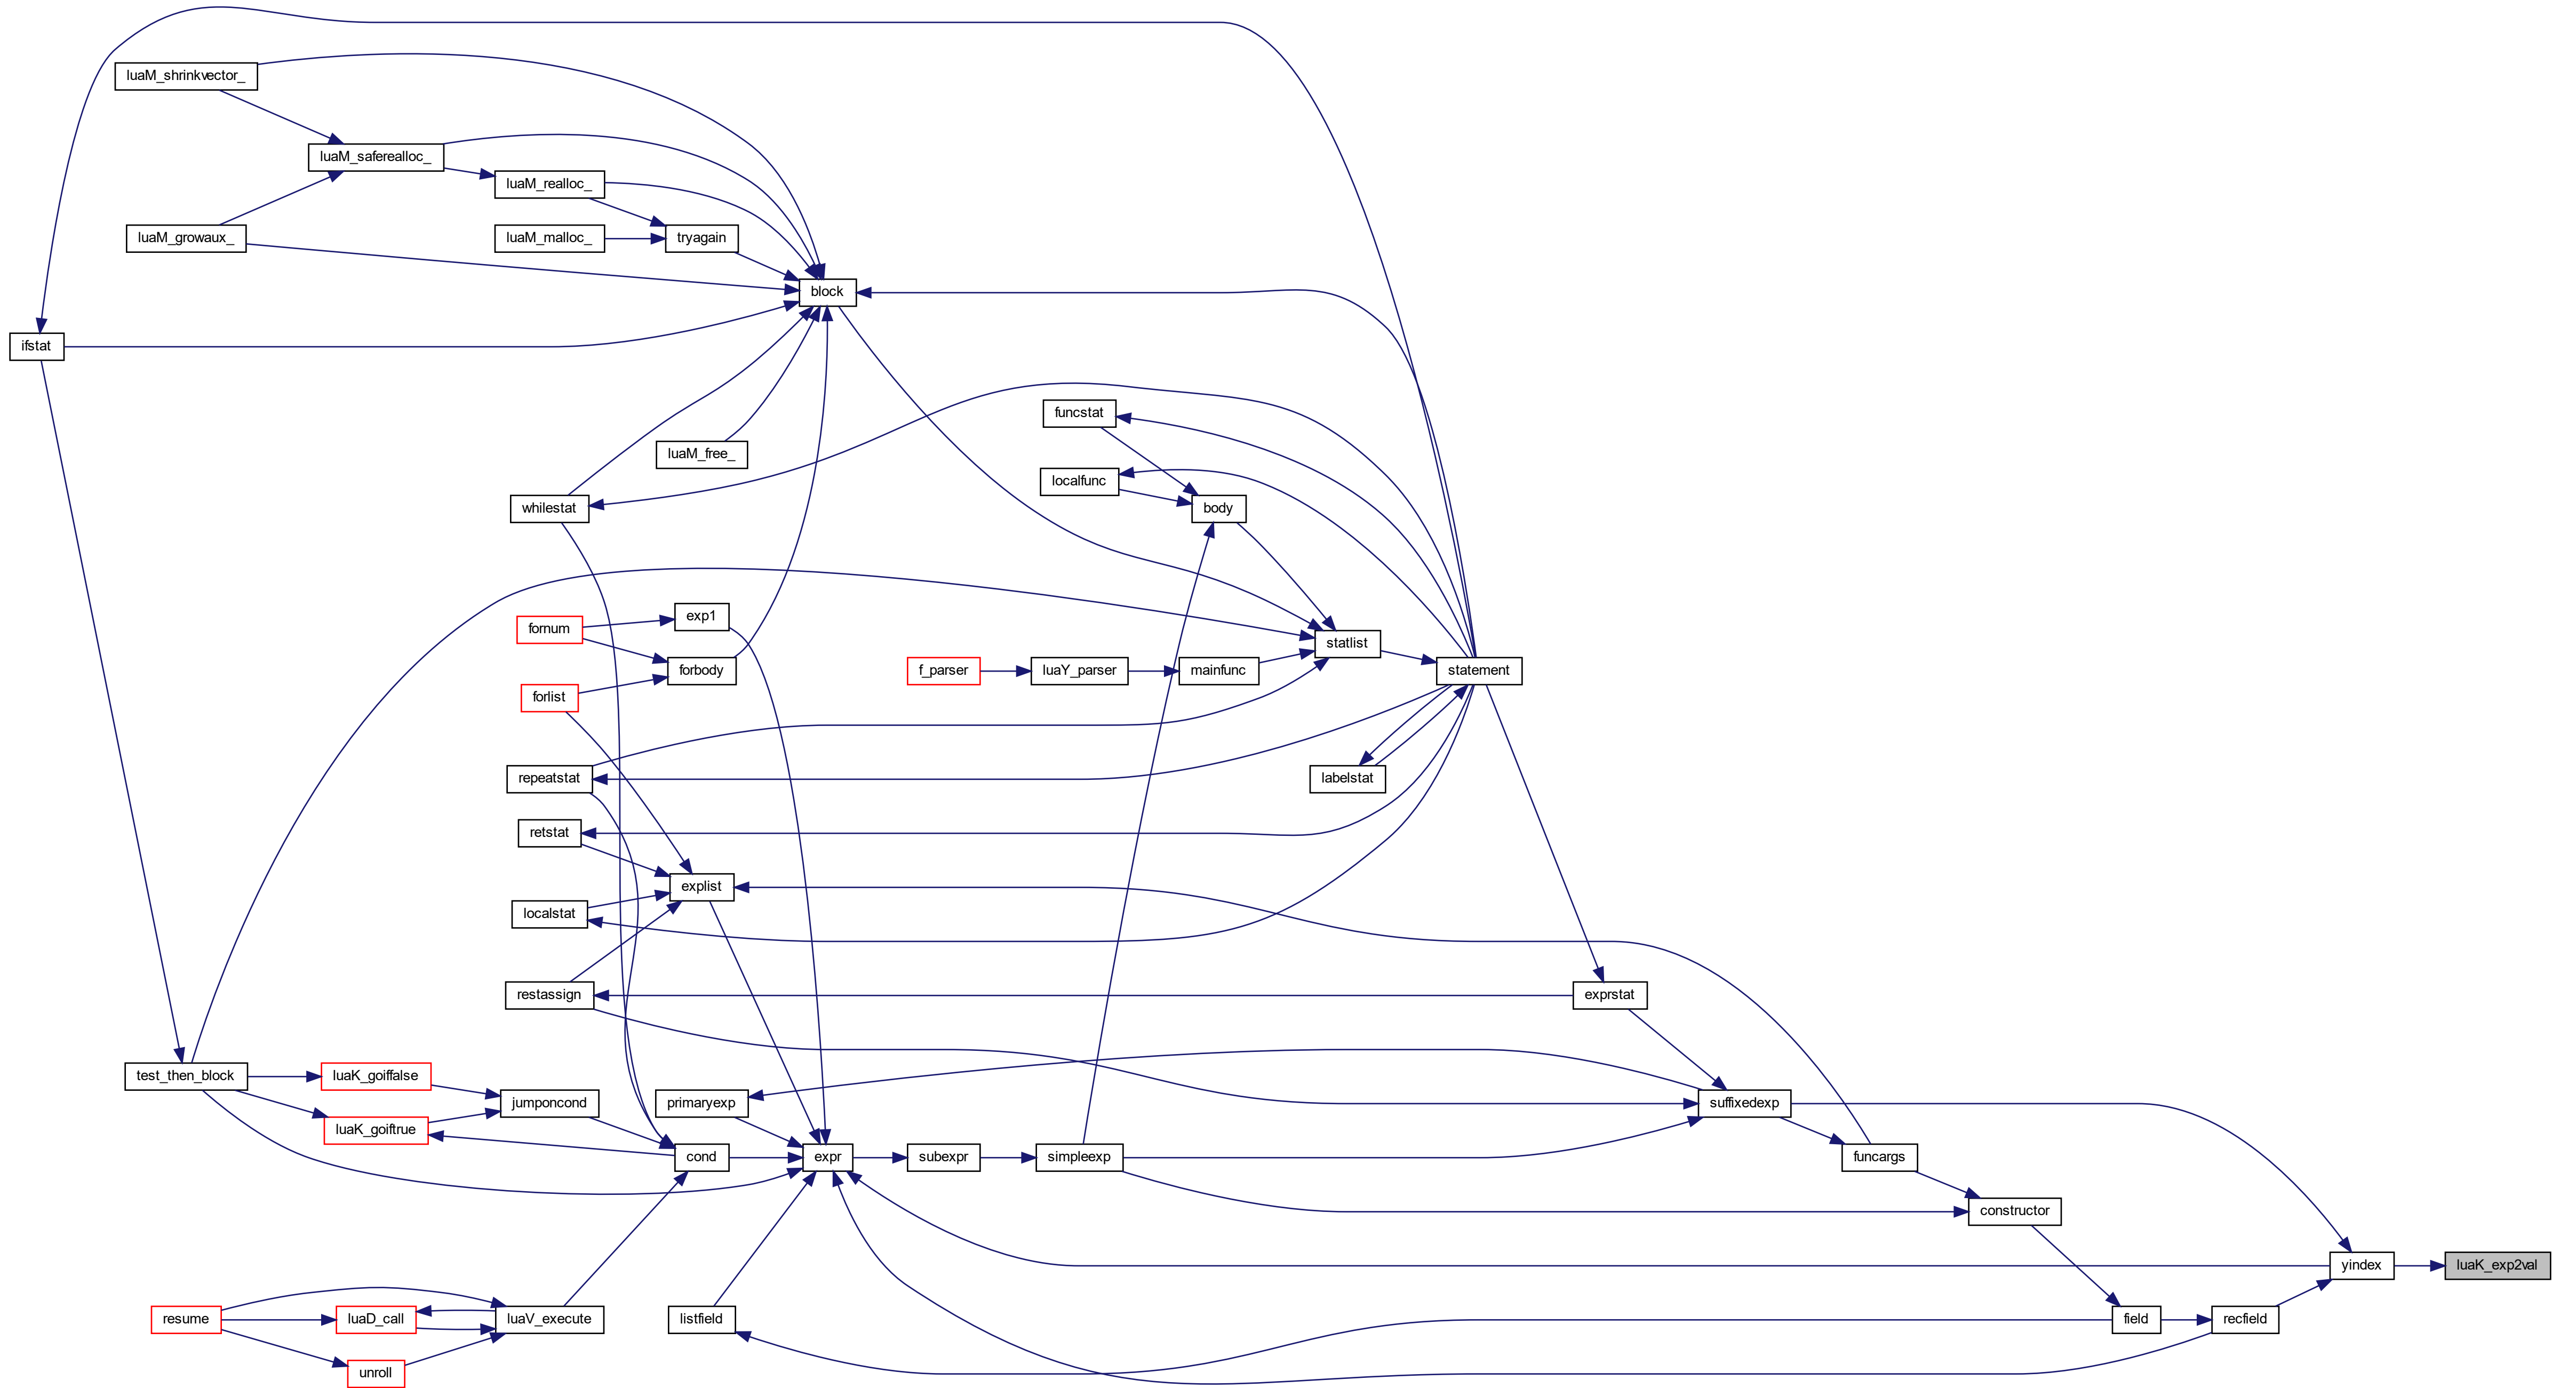 luaM_shrinkvector_
luaM_saferealloc_
luaM_realloc_
luaM_growaux_
luaM_malloc_
tryagain
block
ifstat
funcstat
luaM_free_
localfunc
whilestat
body
exp1
fornum
statlist
forbody
f_parser
luaY_parser
mainfunc
statement
forlist
repeatstat
labelstat
retstat
explist
localstat
restassign
exprstat
test_then_block
luaK_goiffalse
jumponcond
primaryexp
suffixedexp
luaK_goiftrue
cond
expr
subexpr
simpleexp
funcargs
constructor
yindex
luaK_exp2val
resume
luaD_call
luaV_execute
listfield
field
recfield
unroll